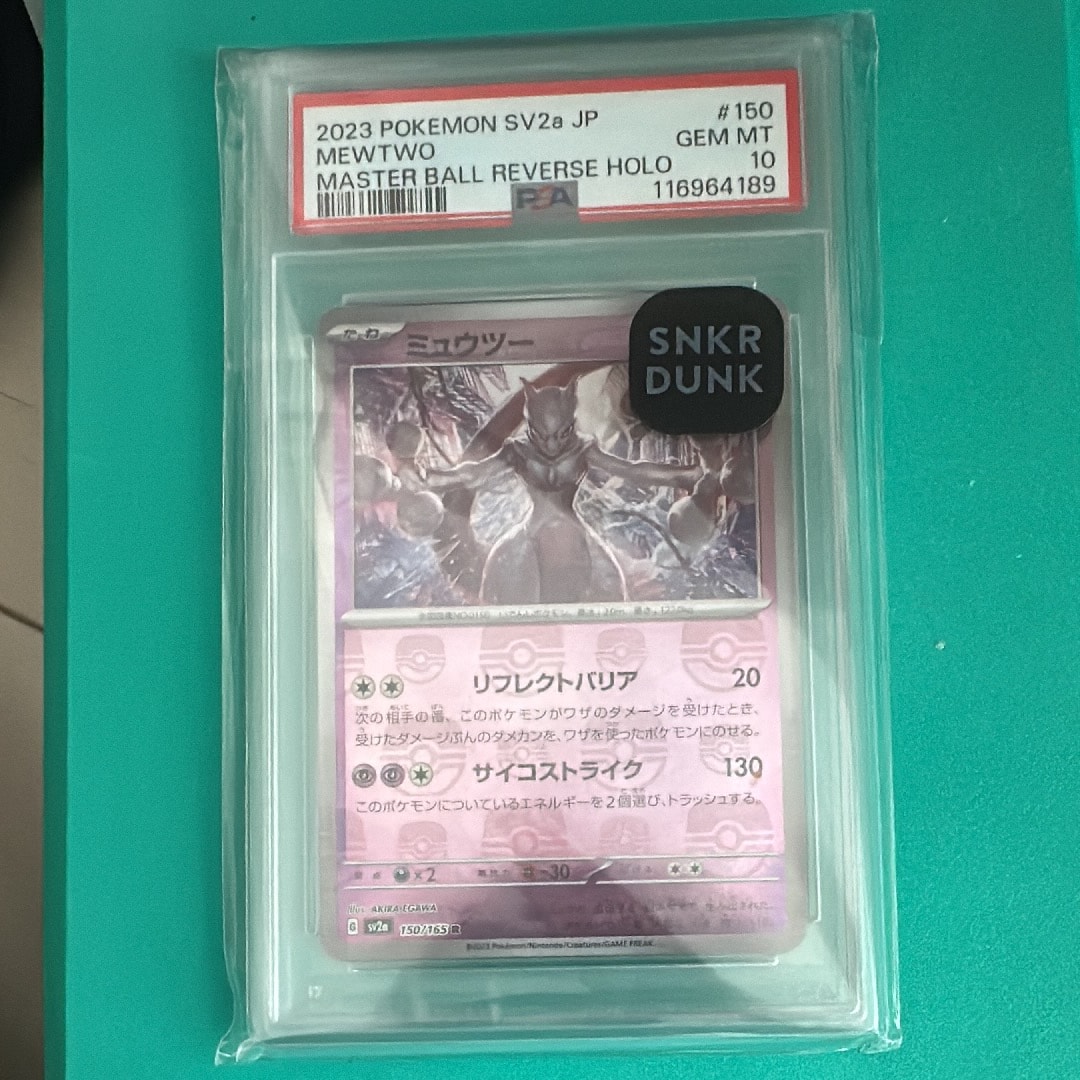 2023 POKEMON SV2a JP #150
MEWTWO GEM MT
MASTER BALL REVERSE HOLO 10
116964189
PSA
たね
ミュウツー
SNKR
DUNK
リフレクトバリア 20
次の相手の番、このポケモンがワザのダメージを受けたとき、
受けたダメージぶんのダメカンを、ワザを使ったポケモンにのせる。
サイコストライク 130
このポケモンについているエネルギーを2個選び、トラッシュする。
×2
-30
Illus. AKIRA EGAWA
G sv2a 150/165 R
©2023 Pokémon/Nintendo/Creatures/GAME FREAK